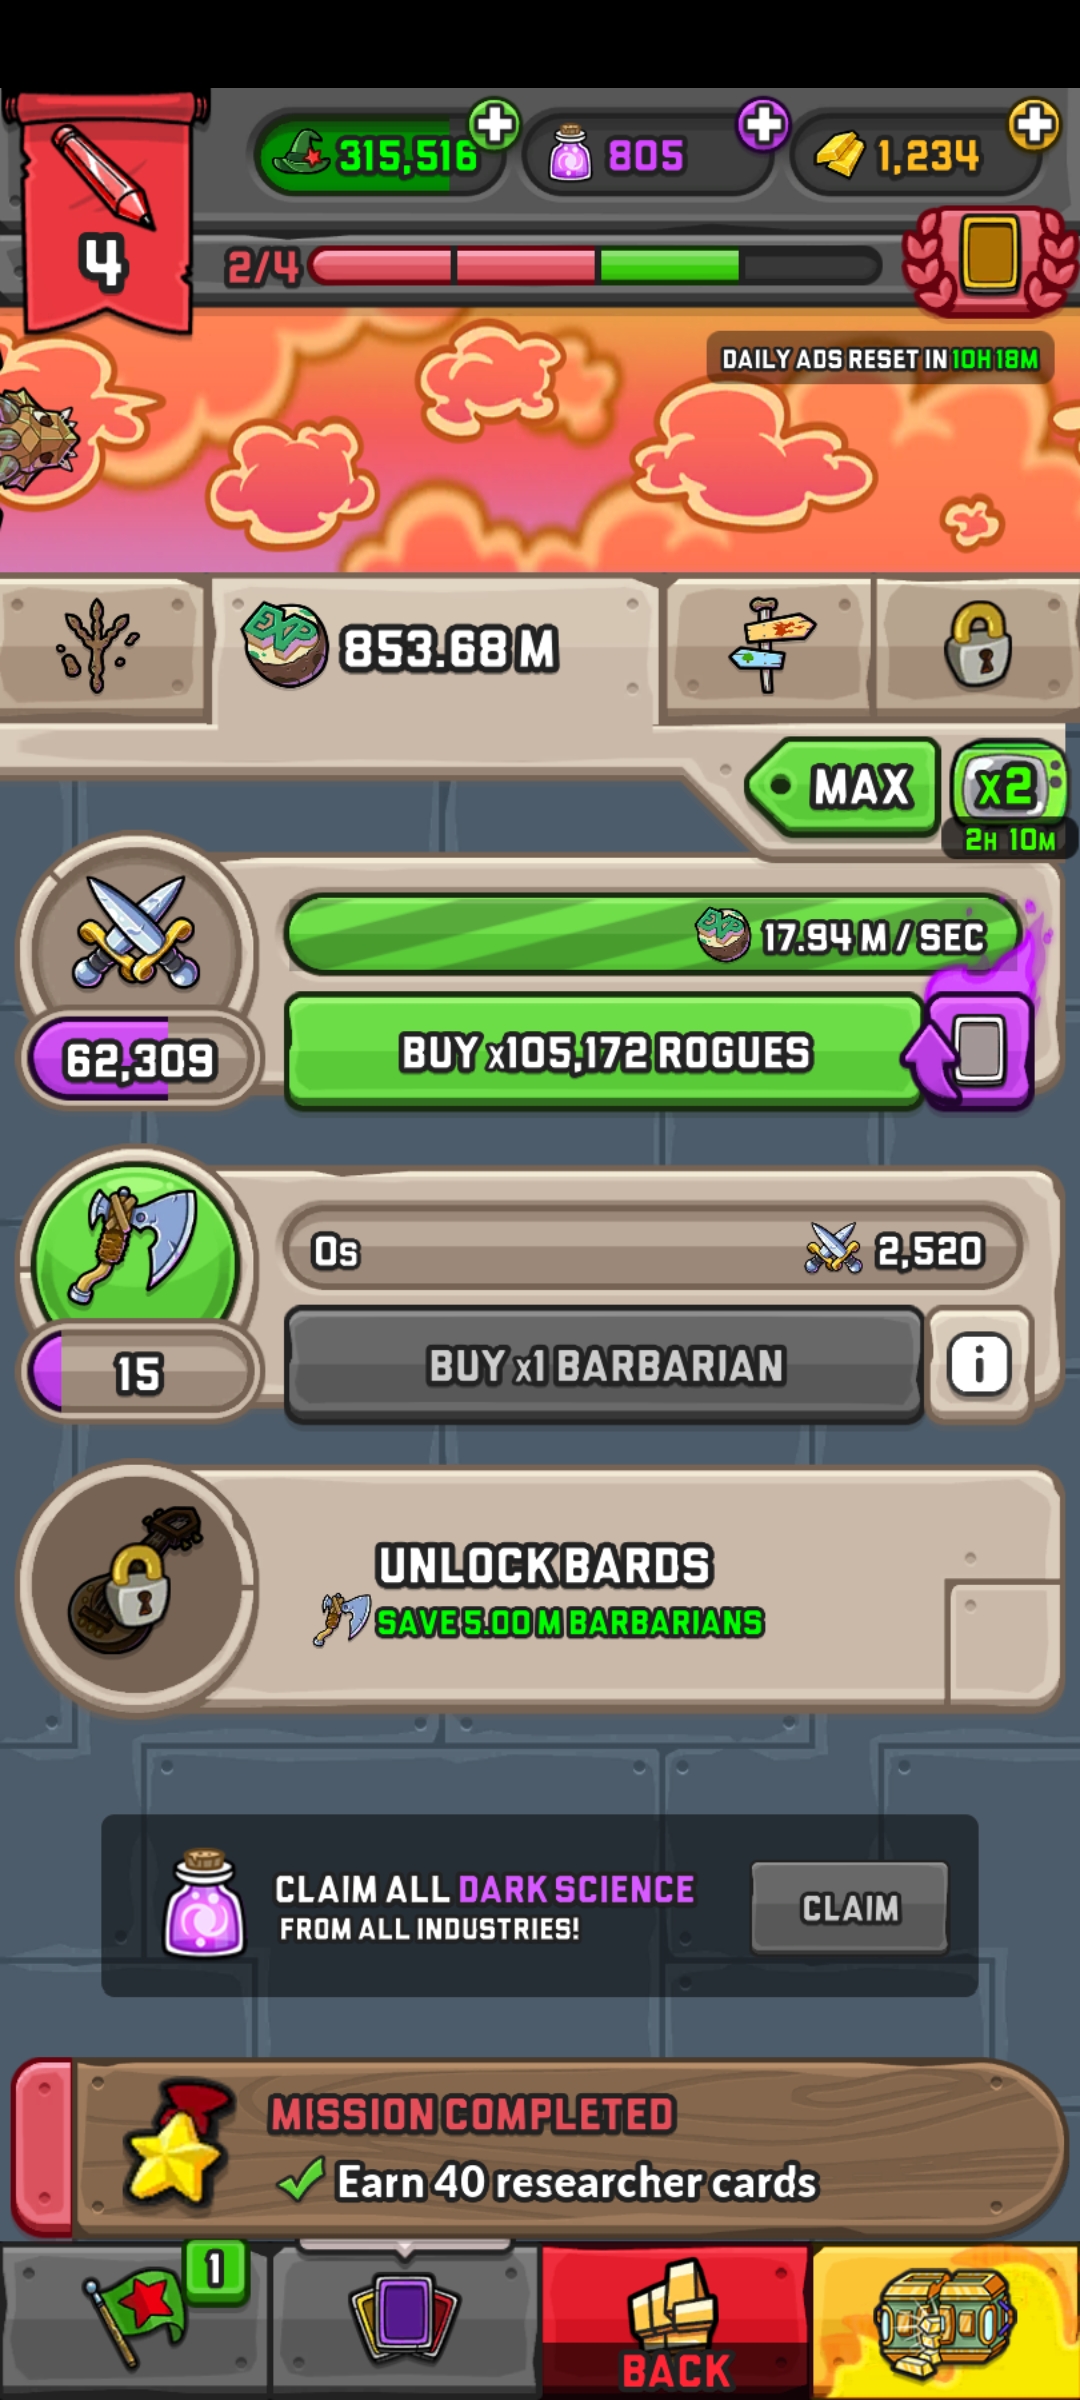 315,516
805
1,234
4
2/4
DAILY ADS RESET IN 10H 18M
EXP
853.68 M
MAX
x2
2H 10M
EXP
17.94 M / SEC
62,309
BUY x105,172 ROGUES
0s
2,520
15
BUY x1 BARBARIAN
i
UNLOCK BARDS
SAVE 5.00 M BARBARIANS
CLAIM ALL DARK SCIENCE
FROM ALL INDUSTRIES!
CLAIM
MISSION COMPLETED
Earn 40 researcher cards
1
BACK